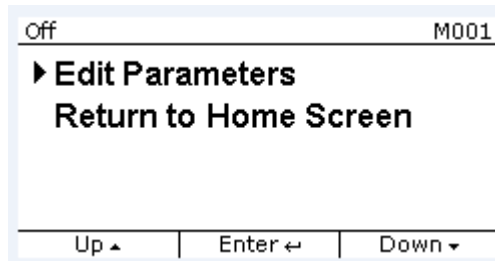 Off M001
Edit Parameters
Return to Home Screen
Up Enter Down